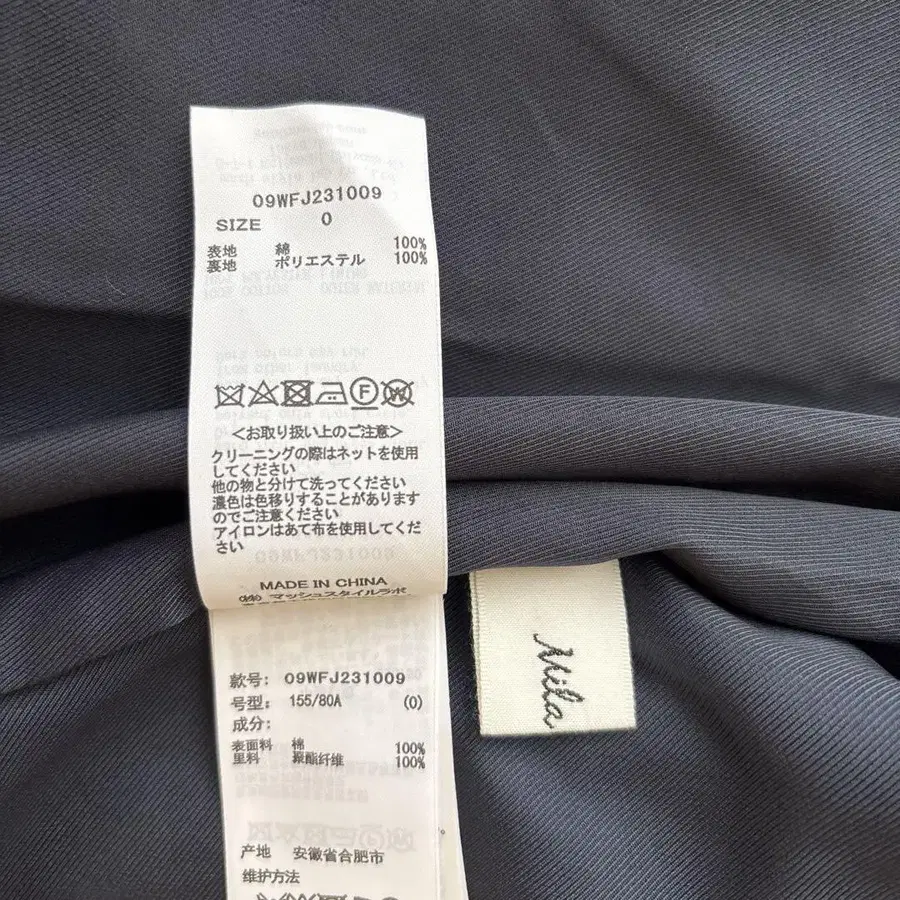 09WFJ231009
SIZE 0
表地 綿 100%
裏地 ポリエステル 100%
<お取り扱い上のご注意>
クリーニングの際はネットを使用
してください
他の物と分けて洗ってください
濃色は色移りすることがあります
のでご注意ください
アイロンはあて布を使用してくだ
さい
MADE IN CHINA
(株) マッシュスタイルラボ
款号: 09WFJ231009
号型: 155/80A (0)
成分:
表面料 棉 100%
里料 聚酯纤维 100%
产地 安徽省合肥市
维护方法
Mila